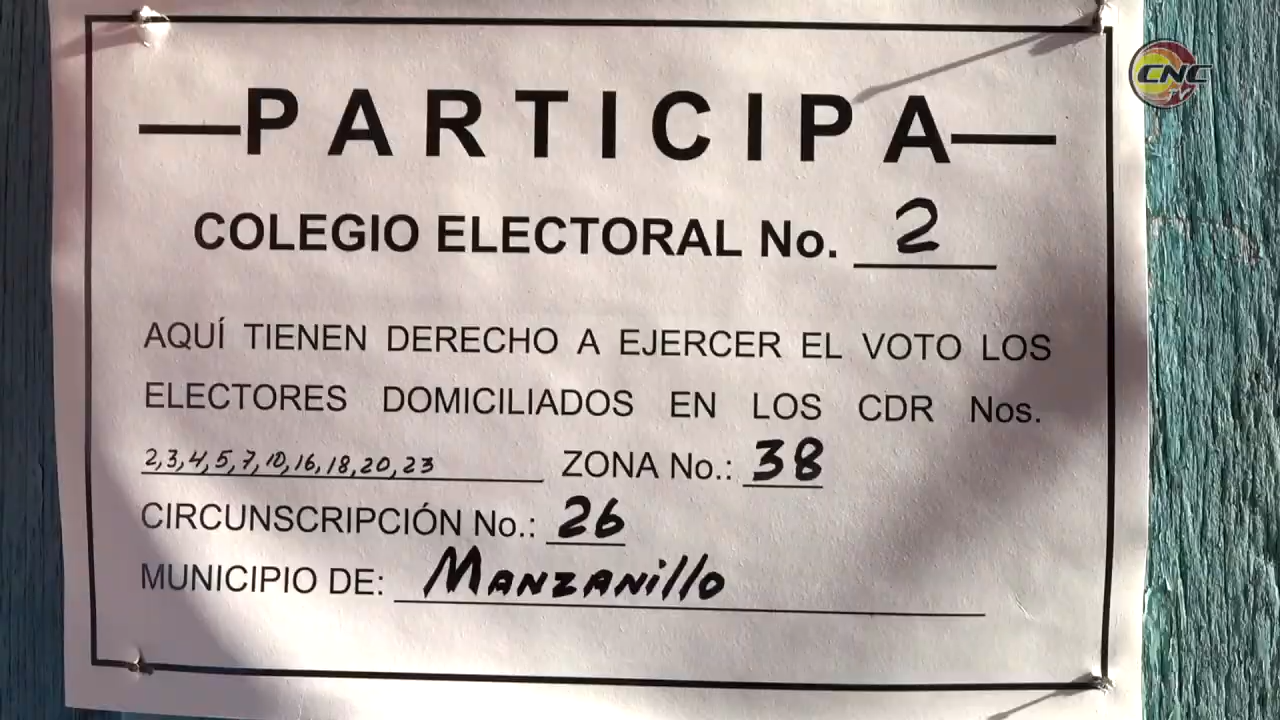 CNC
TV
—PARTICIPA—
COLEGIO ELECTORAL No. 2
AQUÍ TIENEN DERECHO A EJERCER EL VOTO LOS
ELECTORES DOMICILIADOS EN LOS CDR Nos.
2,3,4,5,7,10,16,18,20,23 ZONA No.: 38
CIRCUNSCRIPCIÓN No.: 26
MUNICIPIO DE: Manzanillo